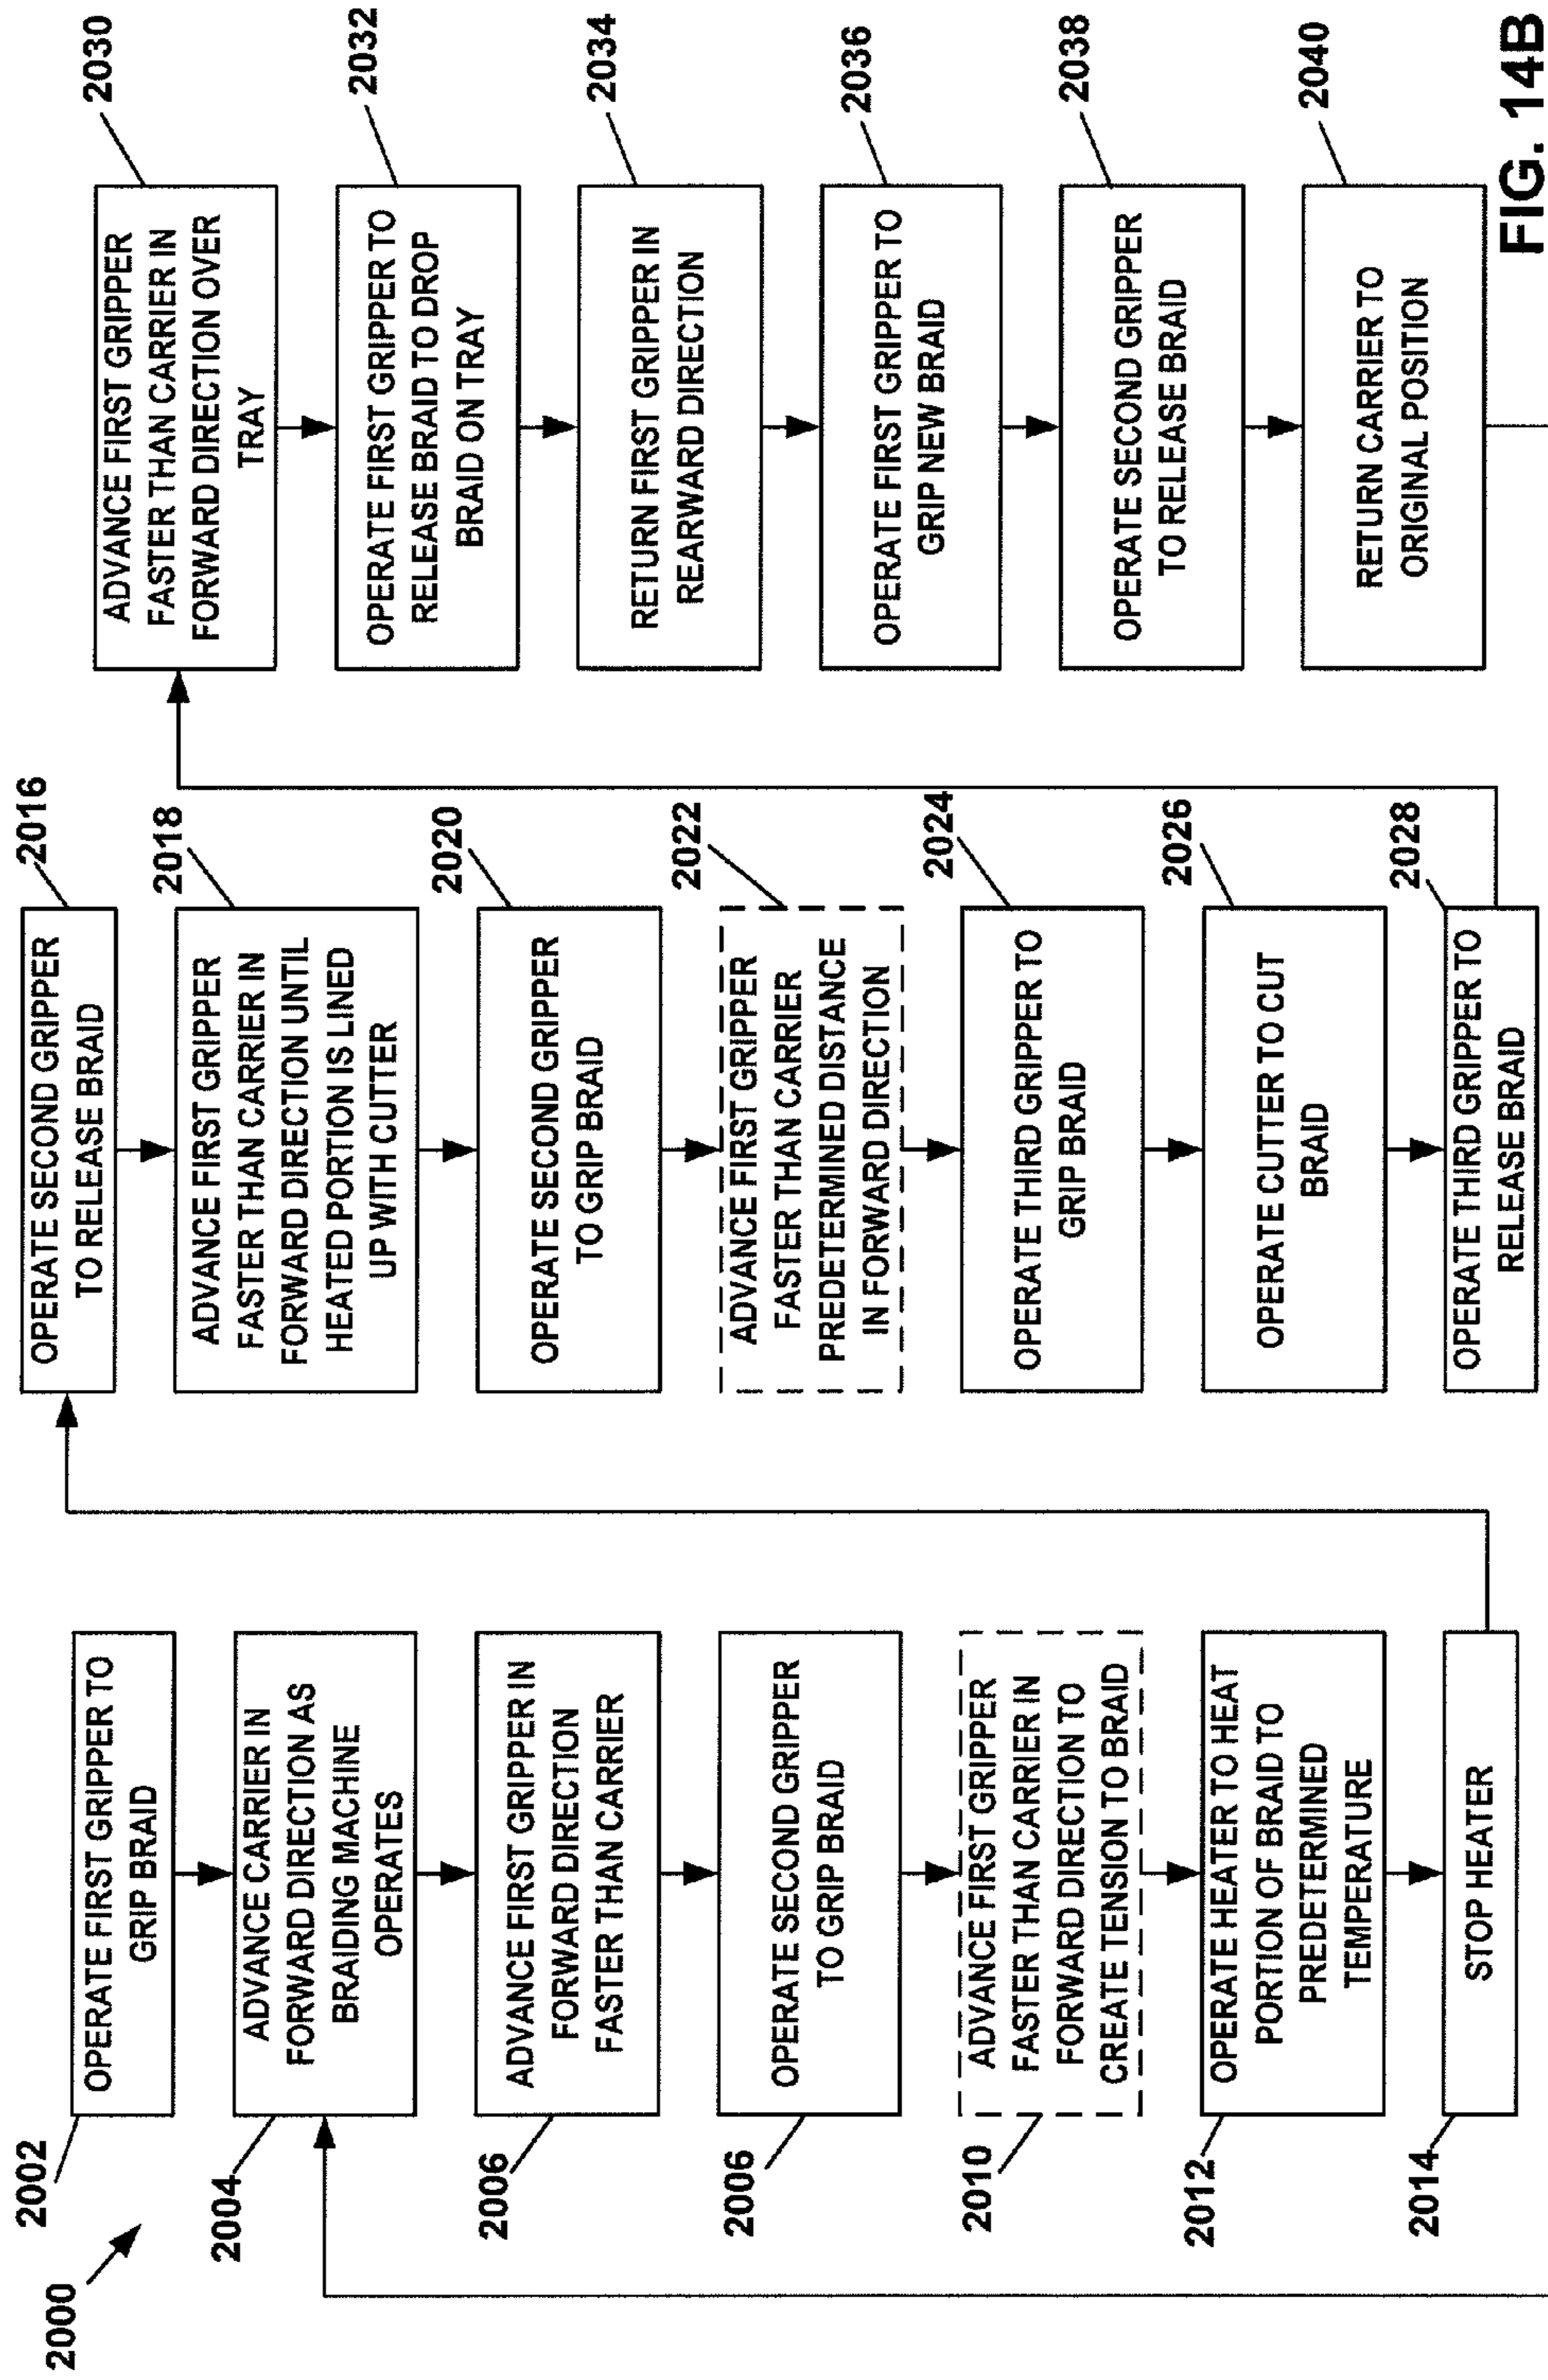 2000
2002
OPERATE FIRST GRIPPER TO
GRIP BRAID
2004
ADVANCE CARRIER IN
FORWARD DIRECTION AS
BRAIDING MACHINE
OPERATES
2006
ADVANCE FIRST GRIPPER IN
FORWARD DIRECTION
FASTER THAN CARRIER
2006
OPERATE SECOND GRIPPER
TO GRIP BRAID
2010
ADVANCE FIRST GRIPPER
FASTER THAN CARRIER IN
FORWARD DIRECTION TO
CREATE TENSION TO BRAID
2012
OPERATE HEATER TO HEAT
PORTION OF BRAID TO
PREDETERMINED
TEMPERATURE
2014
STOP HEATER
2016
OPERATE SECOND GRIPPER
TO RELEASE BRAID
2018
ADVANCE FIRST GRIPPER
FASTER THAN CARRIER IN
FORWARD DIRECTION UNTIL
HEATED PORTION IS LINED
UP WITH CUTTER
2020
OPERATE SECOND GRIPPER
TO GRIP BRAID
2022
ADVANCE FIRST GRIPPER
FASTER THAN CARRIER
PREDETERMINED DISTANCE
IN FORWARD DIRECTION
2024
OPERATE THIRD GRIPPER TO
GRIP BRAID
2026
OPERATE CUTTER TO CUT
BRAID
2028
OPERATE THIRD GRIPPER TO
RELEASE BRAID
2030
ADVANCE FIRST GRIPPER
FASTER THAN CARRIER IN
FORWARD DIRECTION OVER
TRAY
2032
OPERATE FIRST GRIPPER TO
RELEASE BRAID TO DROP
BRAID ON TRAY
2034
RETURN FIRST GRIPPER IN
REARWARD DIRECTION
2036
OPERATE FIRST GRIPPER TO
GRIP NEW BRAID
2038
OPERATE SECOND GRIPPER
TO RELEASE BRAID
2040
RETURN CARRIER TO
ORIGINAL POSITION
FIG. 14B